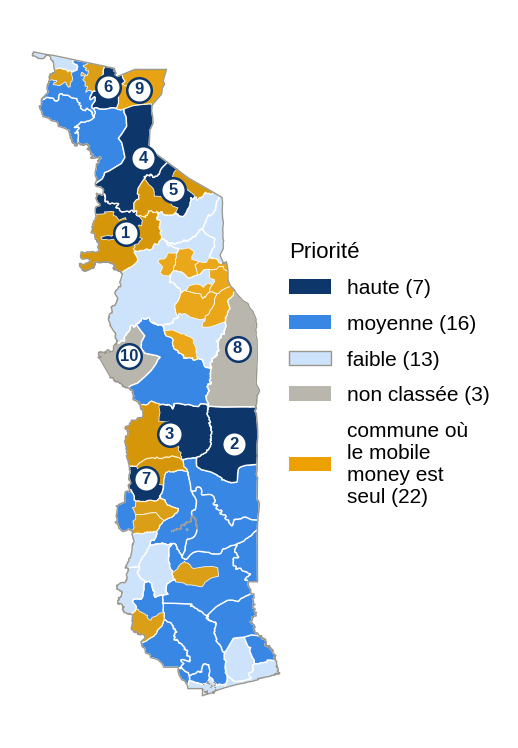 6
9
4
5
1
Priorité
haute (7)
moyenne (16)
8
faible (13)
10
non classée (3)
3
2
commune où
le mobile
money est
seul (22)
7